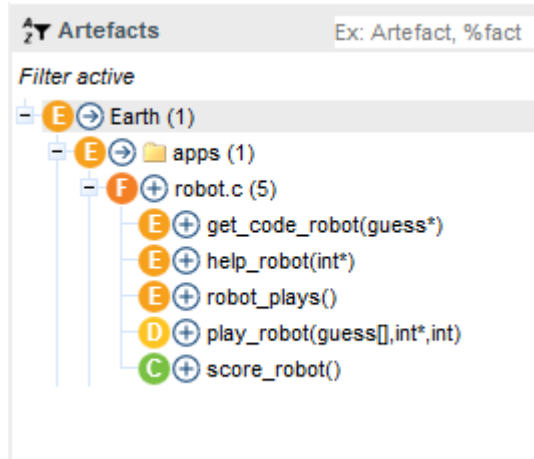 Artefacts Ex: Artefact, %fact
Filter active
E Earth (1)
E apps (1)
F robot.c (5)
E get_code_robot(guess*)
E help_robot(int*)
E robot_plays()
D play_robot(guess[],int*,int)
C score_robot()